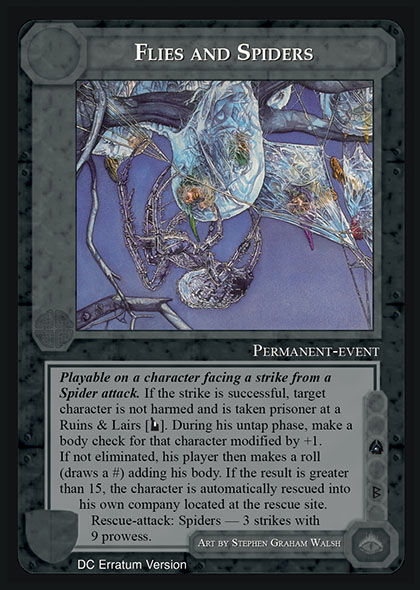 FLIES AND SPIDERS
PERMANENT-EVENT
Playable on a character facing a strike from a
Spider attack. If the strike is successful, target
character is not harmed and is taken prisoner at a
Ruins & Lairs [ ]. During his untap phase, make a
body check for that character modified by +1.
If not eliminated, his player then makes a roll
(draws a #) adding his body. If the result is greater
than 15, the character is automatically rescued into
his own company located at the rescue site.
Rescue-attack: Spiders — 3 strikes with
9 prowess.
ART BY STEPHEN GRAHAM WALSH
DC Erratum Version